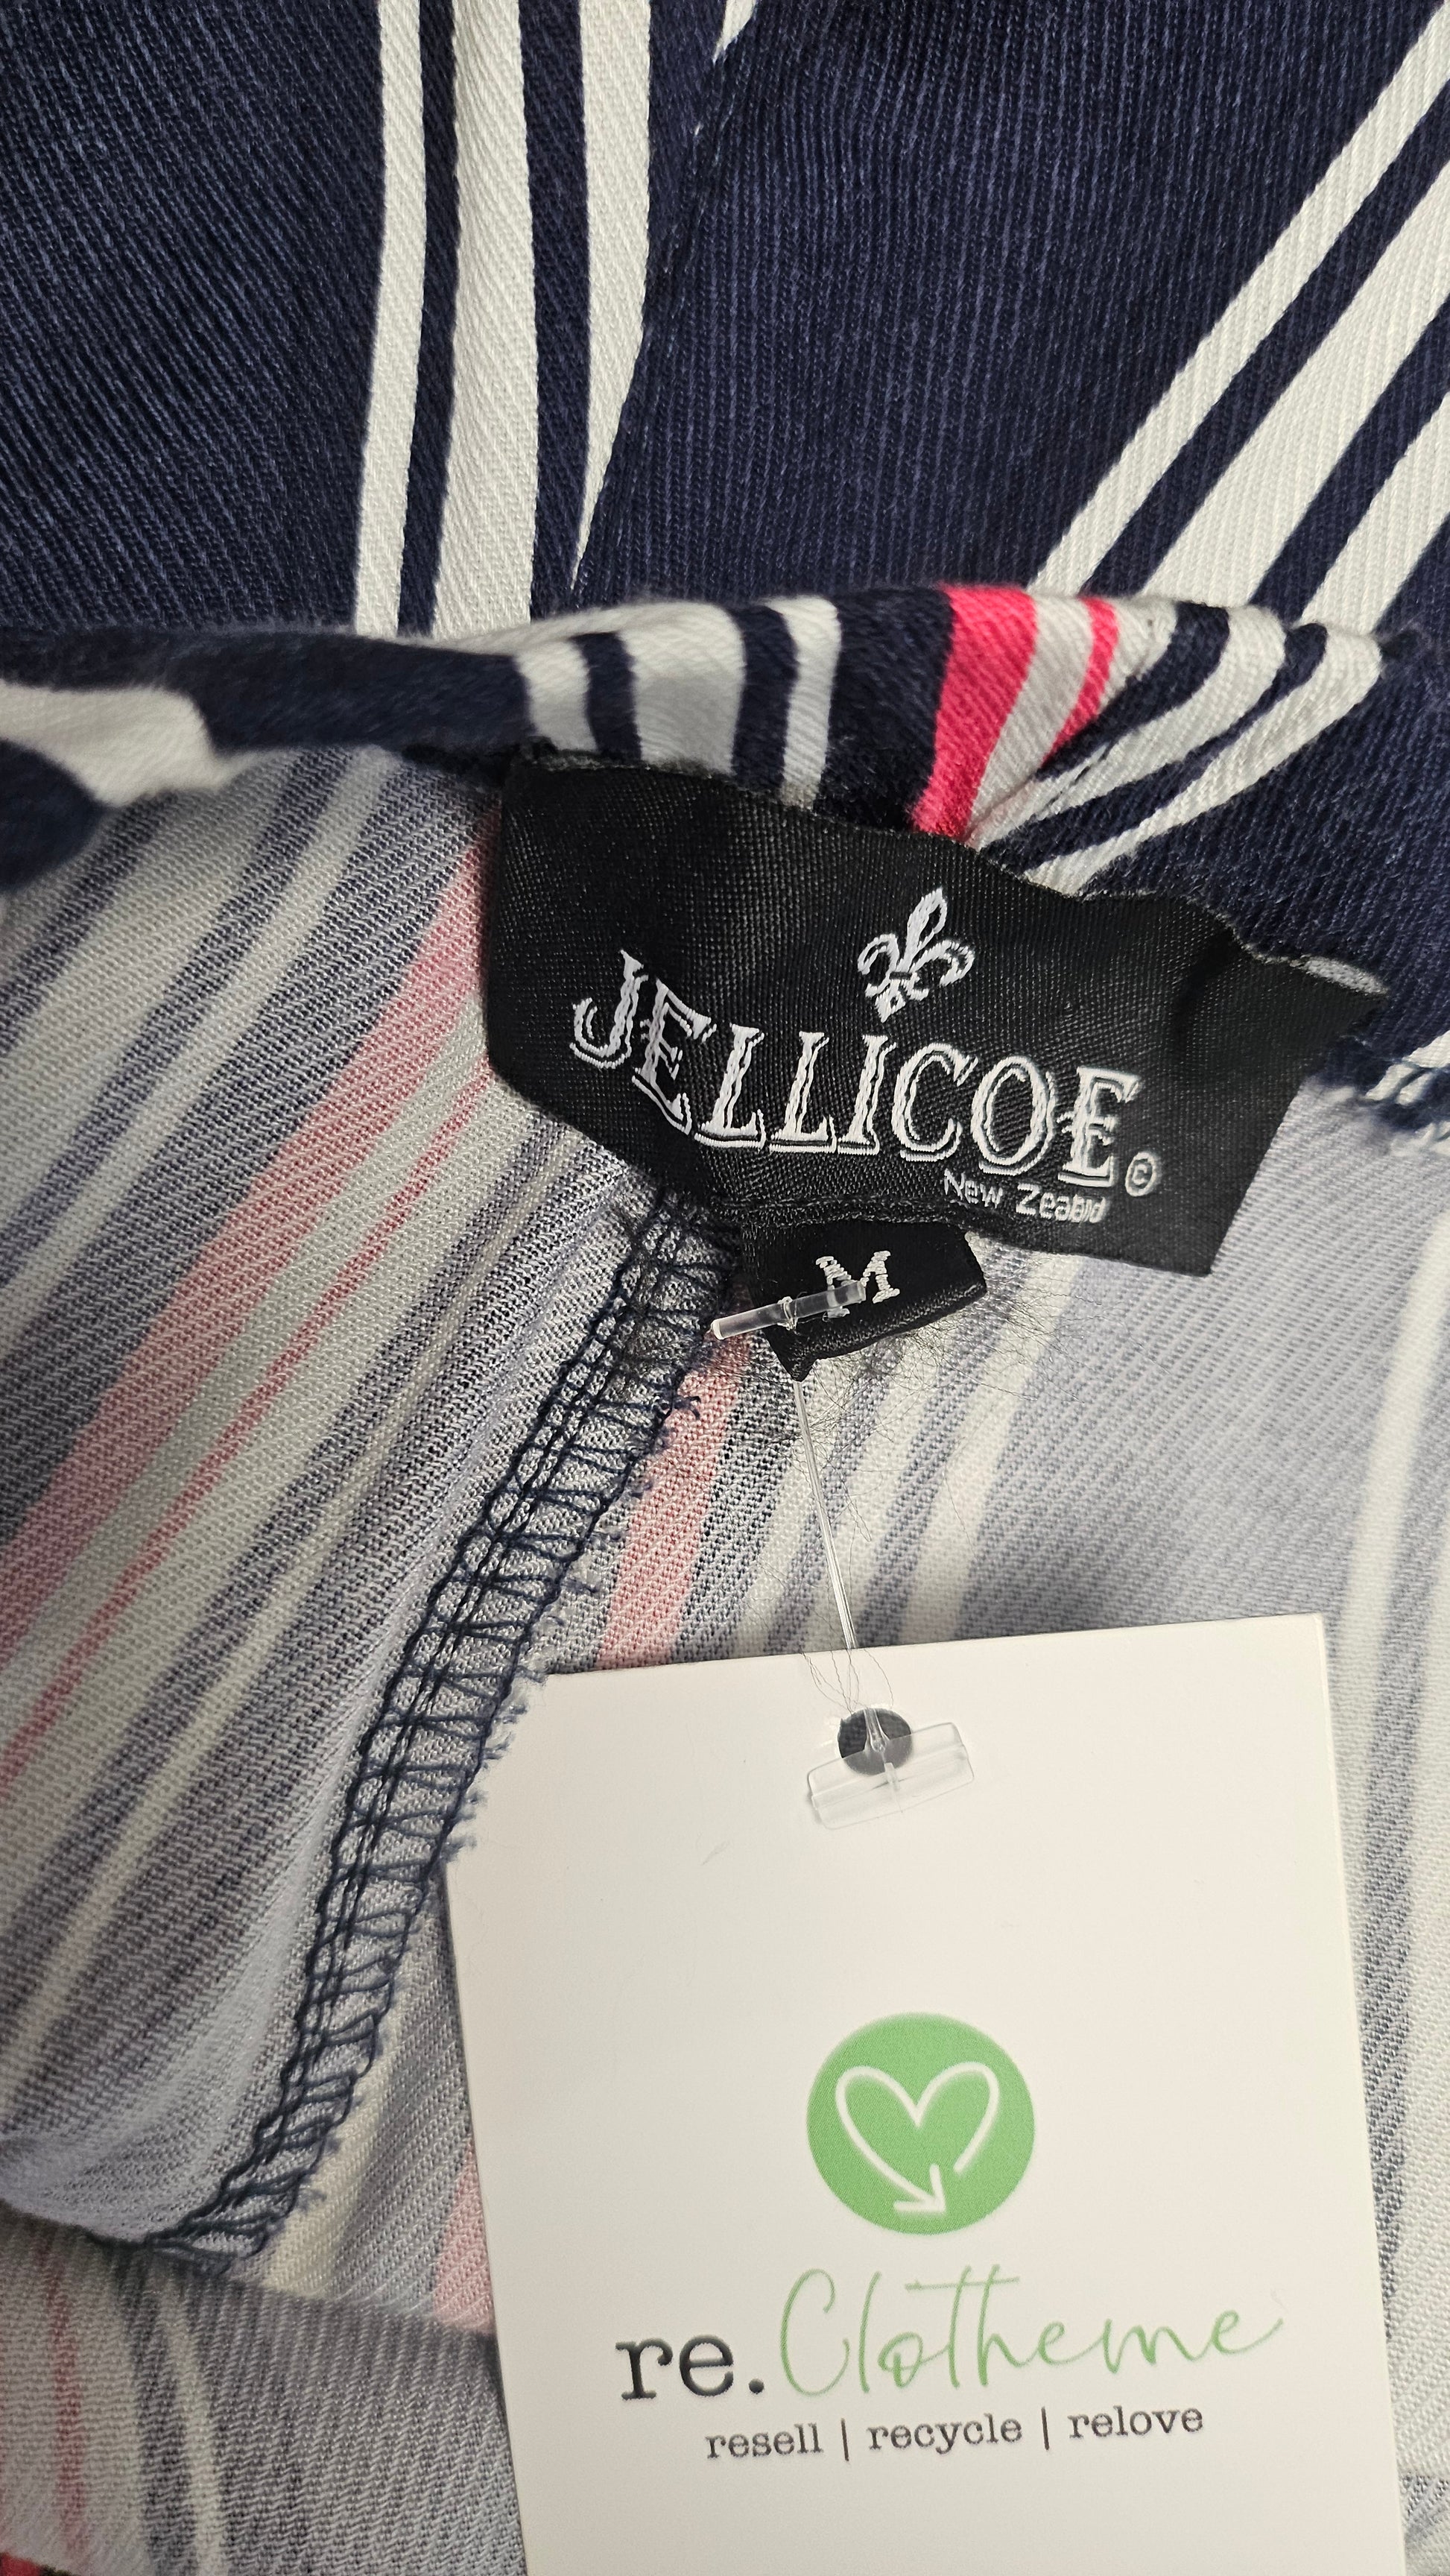 JELLICOE©
New Zealand
M
re.Clotheme
resell | recycle | relove